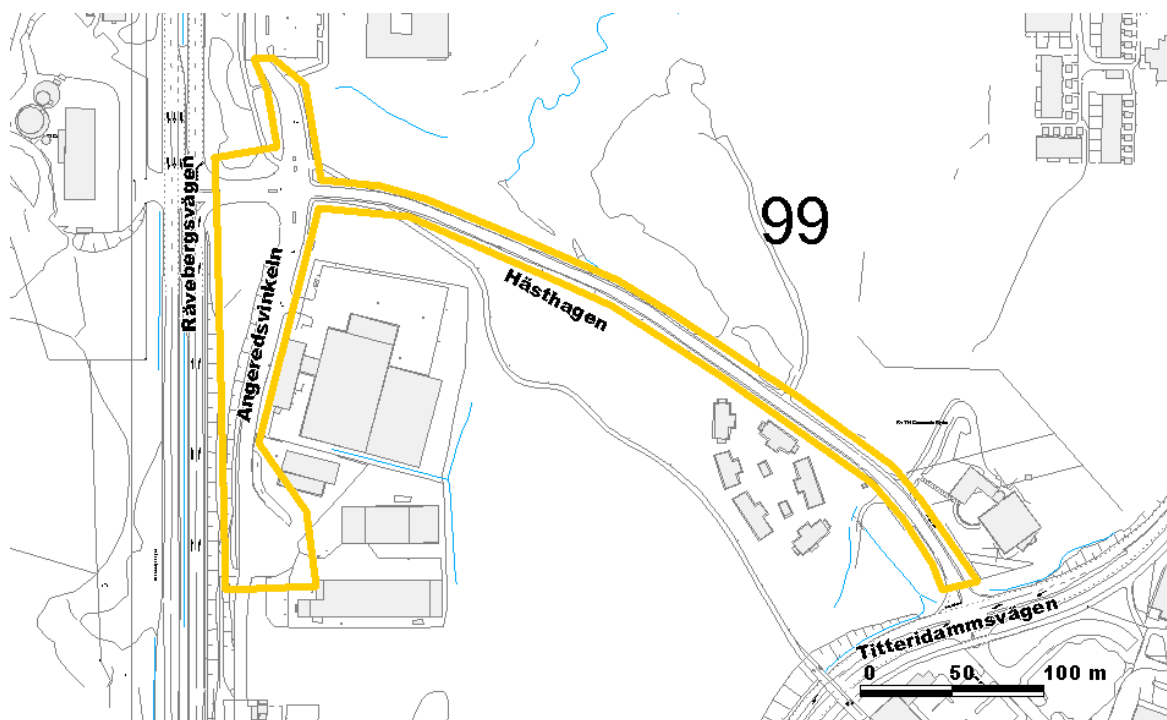 99
Rävebergsvägen
Angeredsvinkeln
Hästhagen
Titteridammsvägen
0 50 100 m